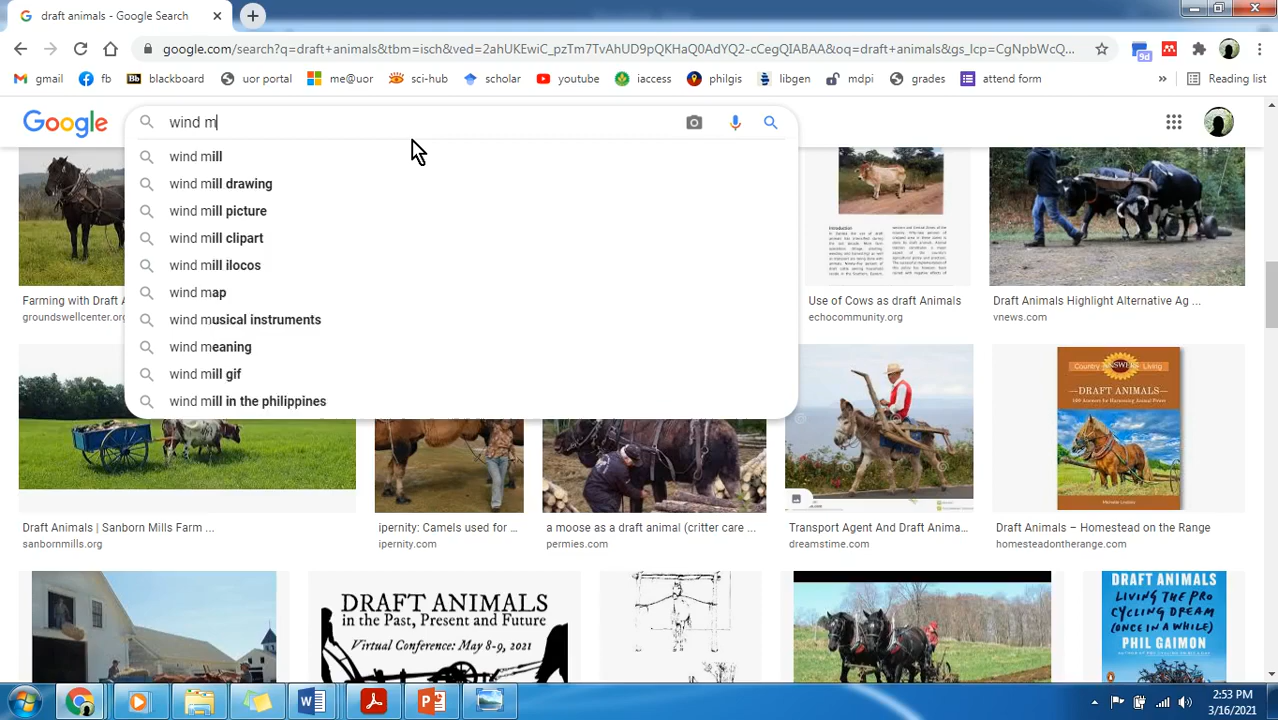 draft animals - Google Search
google.com/search?q=draft+animals&tbm=isch&ved=2ahUKEwiC_pzTm7TvAhUD9pQKHaQ0AdYQ2-cCegQIABAA&oq=draft+animals&gs_lcp=CgNpbWcQ...
gmail fb blackboard uor portal me@uor sci-hub scholar youtube iaccess philgis libgen mdpi grades attend form » Reading list
9d
Google wind m
wind mill
wind mill drawing
wind mill picture
wind mill clipart
wind mill ilocos
wind map
wind musical instruments
wind meaning
wind mill gif
wind mill in the philippines
Introduction
Farming with Draft A
groundswellcenter.org
Use of Cows as draft Animals
echocommunity.org
Draft Animals Highlight Alternative Ag ...
vnews.com
Country ANSWERS Living
DRAFT ANIMALS
Draft Animals | Sanborn Mills Farm ...
sanbornmills.org
ipernity: Camels used for ...
ipernity.com
a moose as a draft animal (critter care ...
permies.com
Transport Agent And Draft Anima...
dreamstime.com
Draft Animals – Homestead on the Range
homesteadontherange.com
DRAFT ANIMALS
in the Past, Present and Future
Virtual Conference: May 8-9, 2021
DRAFT ANIMALS
LIVING THE PRO
CYCLING DREAM
(ONCE IN A WHILE)
PHIL GAIMON
2:53 PM
3/16/2021